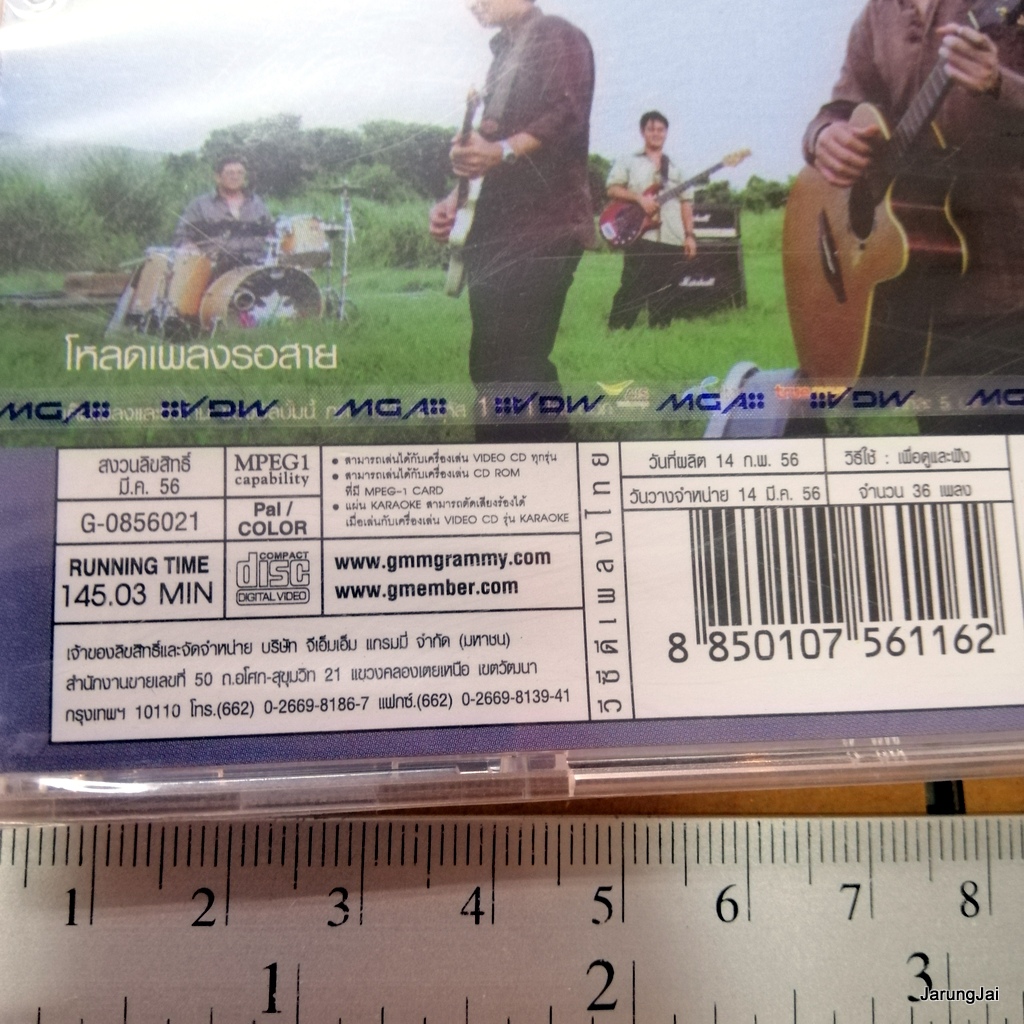 โหลดเพลงรอสาย
MGA MGA MGA MGA MGA MGA MG
Marshall
สงวนลิขสิทธิ์
มี.ค. 56
G-0856021
RUNNING TIME
145.03 MIN
MPEG1
capability
Pal /
COLOR
COMPACT
disc
DIGITAL VIDEO
• สามารถเล่นได้กับเครื่องเล่น VIDEO CD ทุกรุ่น
• สามารถเล่นได้กับเครื่องเล่น CD ROM
ที่มี MPEG-1 CARD
• แผ่น KARAOKE สามารถตัดเสียงร้องได้
เมื่อเล่นกับเครื่องเล่น VIDEO CD รุ่น KARAOKE
www.gmmgrammy.com
www.gmember.com
เจ้าของลิขสิทธิ์และจัดจำหน่าย บริษัท จีเอ็มเอ็ม แกรมมี่ จำกัด (มหาชน)
สำนักงานขายเลขที่ 50 ถ.อโศก-สุขุมวิท 21 แขวงคลองเตยเหนือ เขตวัฒนา
กรุงเทพฯ 10110 โทร.(662) 0-2669-8186-7 แฟกซ์.(662) 0-2669-8139-41
วีซีดีเพลงไทย
วันที่ผลิต 14 ก.พ. 56
วิธีใช้ : เพื่อดูและฟัง
วันวางจำหน่าย 14 มี.ค. 56
จำนวน 36 เพลง
8 850107 561162
1 2 3 4 5 6 7 8
1 2 3
JarungJai